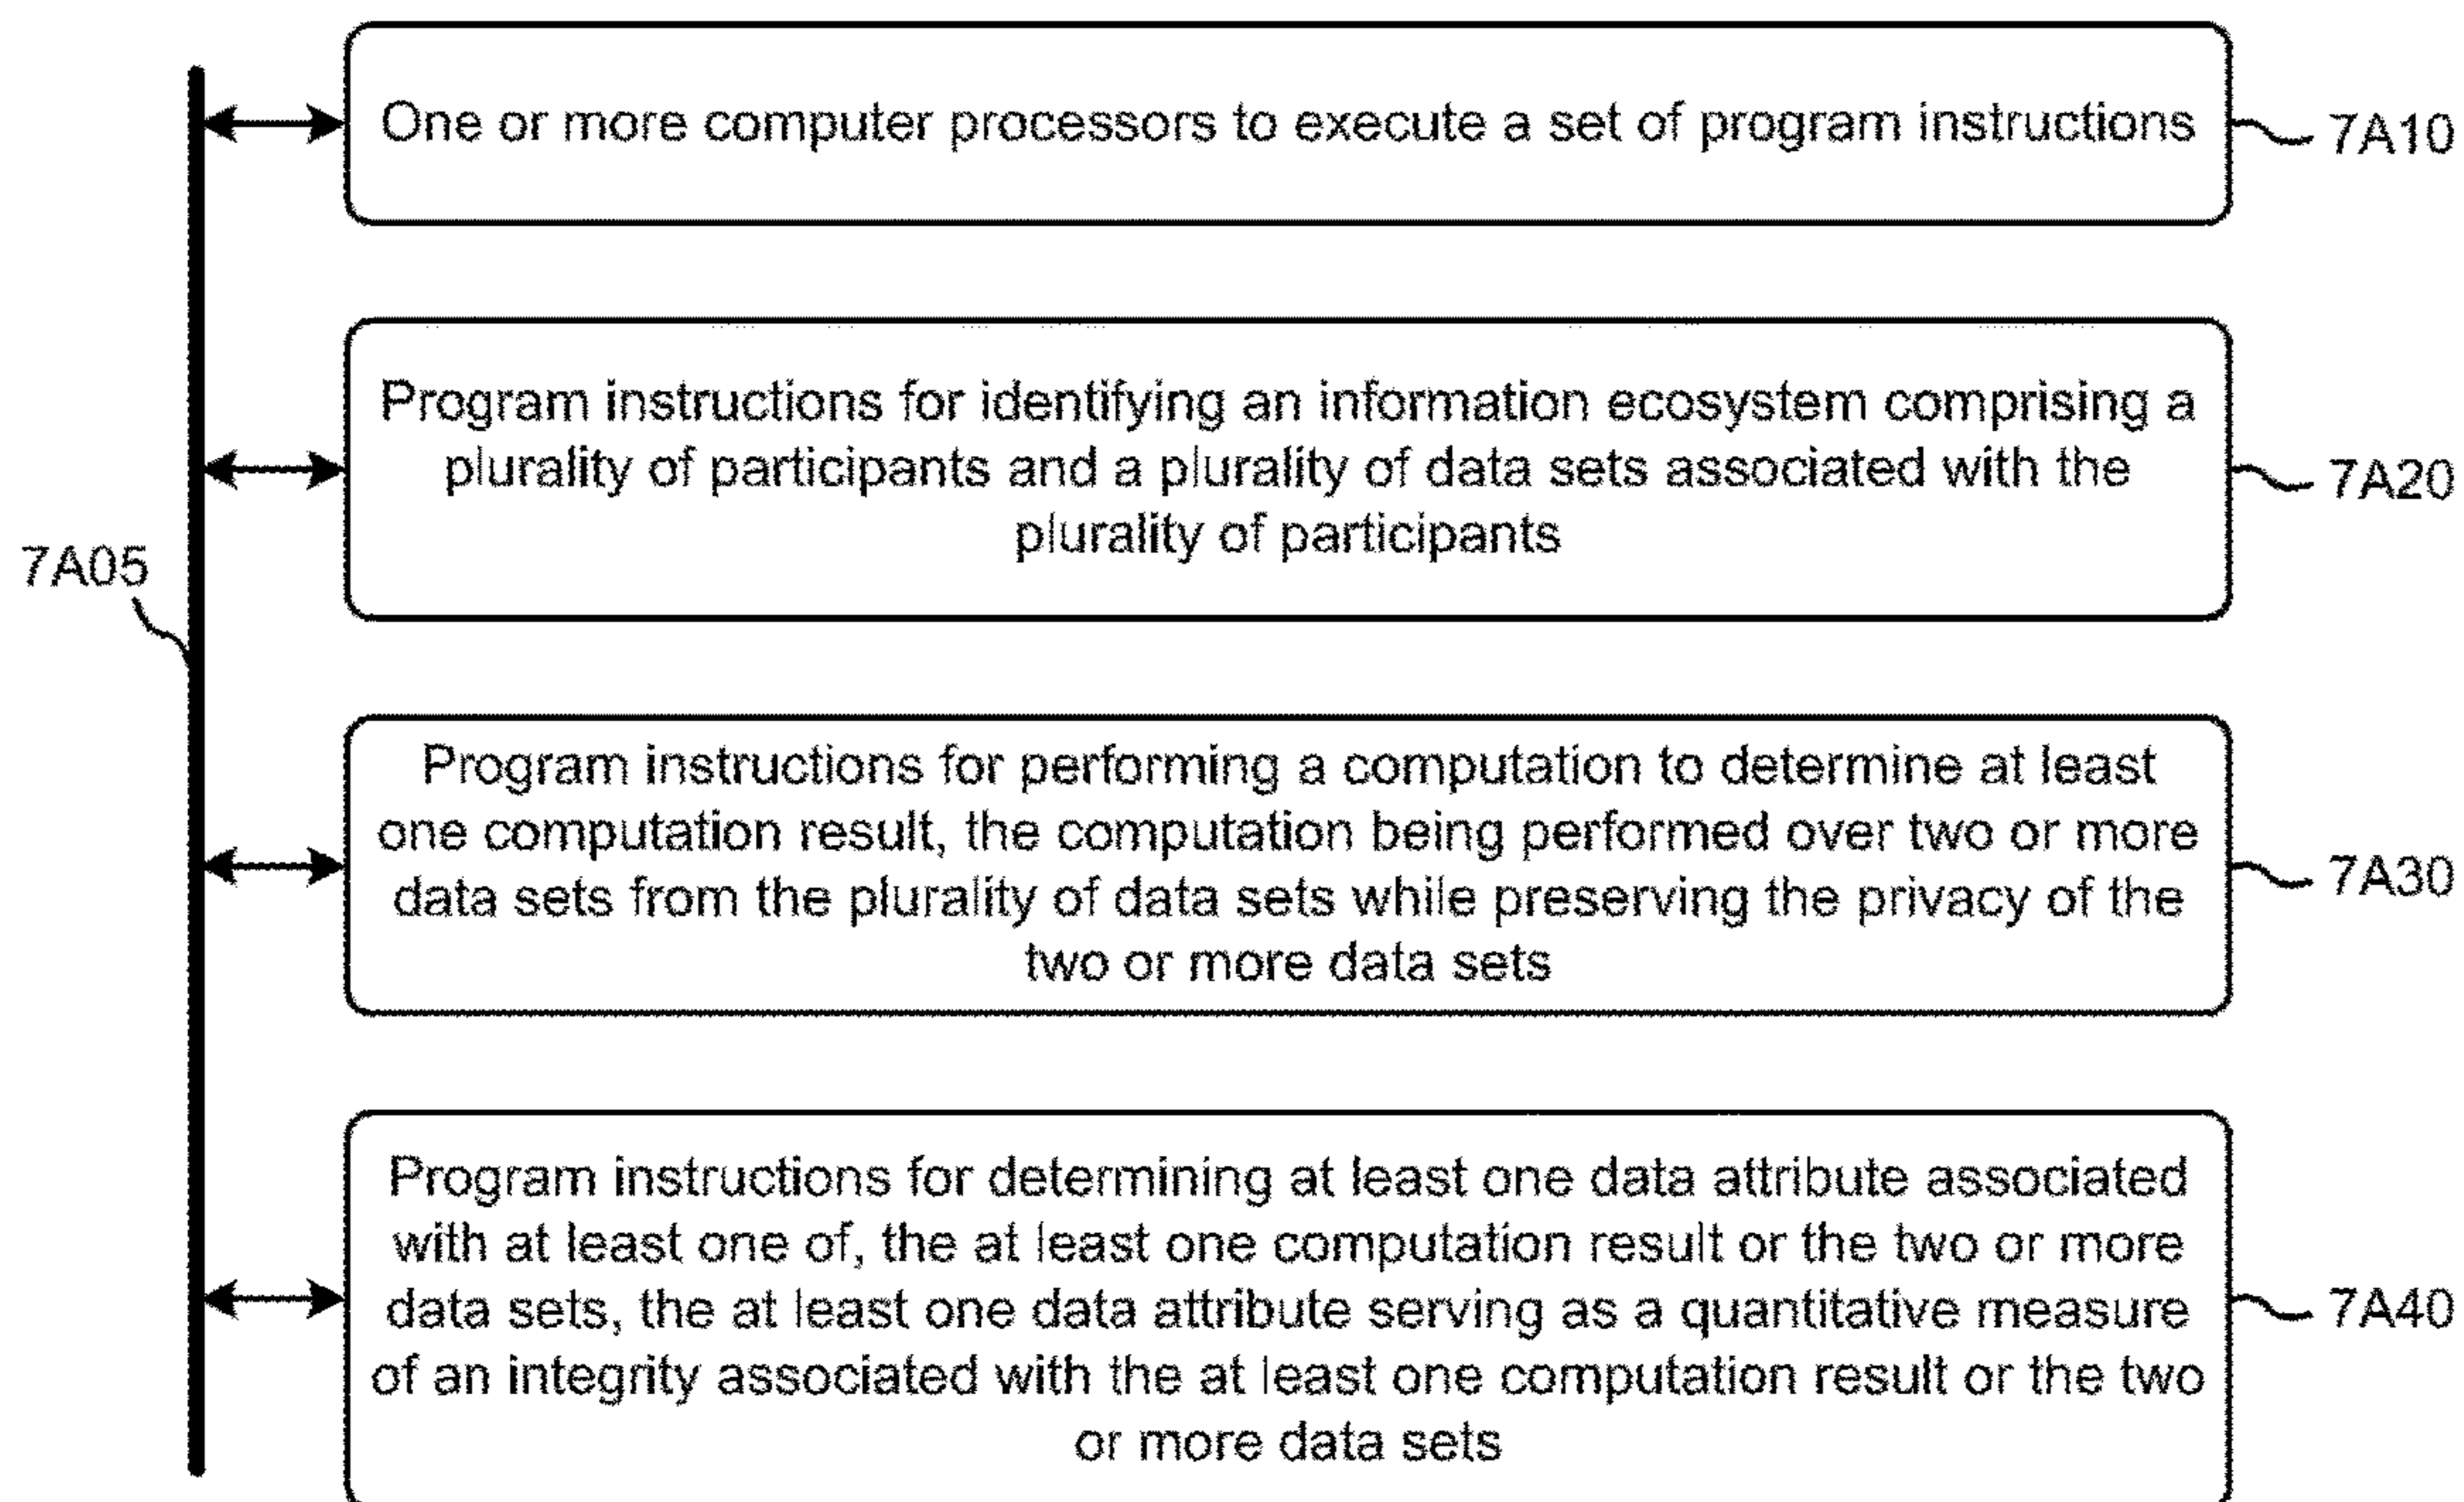 One or more computer processors to execute a set of program instructions
7A10
Program instructions for identifying an information ecosystem comprising a
plurality of participants and a plurality of data sets associated with the
plurality of participants
7A20
7A05
Program instructions for performing a computation to determine at least
one computation result, the computation being performed over two or more
data sets from the plurality of data sets while preserving the privacy of the
two or more data sets
7A30
Program instructions for determining at least one data attribute associated
with at least one of, the at least one computation result or the two or more
data sets, the at least one data attribute serving as a quantitative measure
of an integrity associated with the at least one computation result or the two
or more data sets
7A40